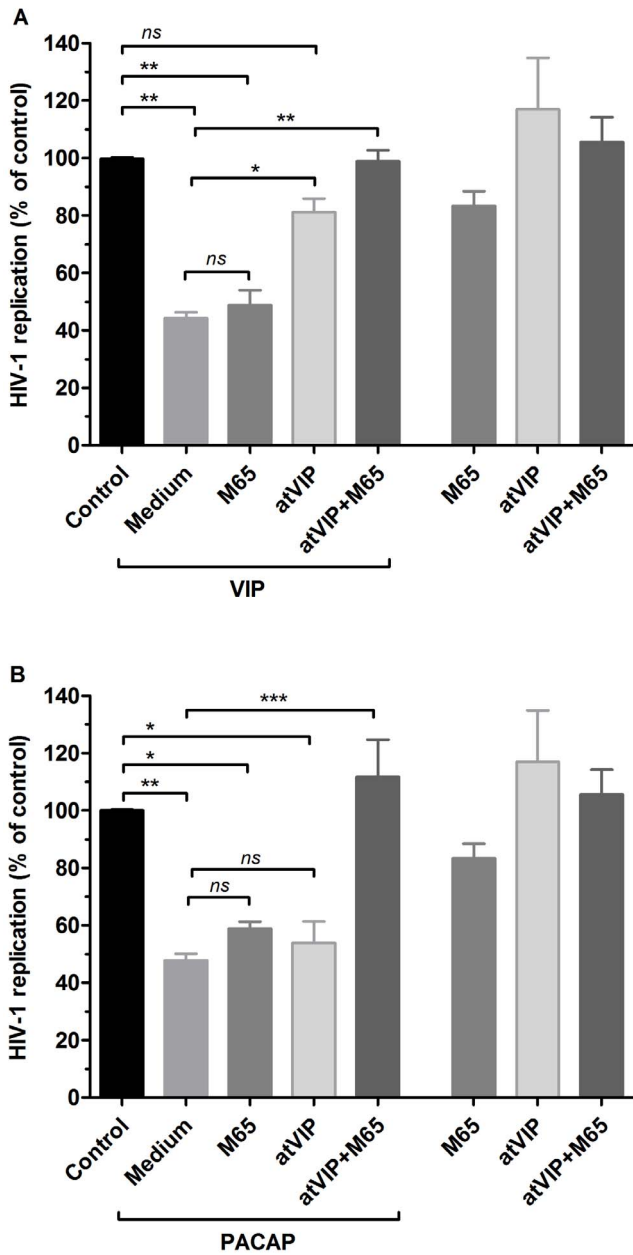 A
HIV-1 replication (% of control)
140
120
100
80
60
40
20
0
ns
**
**
**
*
ns
Control
Medium
M65
atVIP
atVIP+M65
M65
atVIP
atVIP+M65
VIP
B
HIV-1 replication (% of control)
140
120
100
80
60
40
20
0
***
*
*
**
ns
ns
Control
Medium
M65
atVIP
atVIP+M65
M65
atVIP
atVIP+M65
PACAP